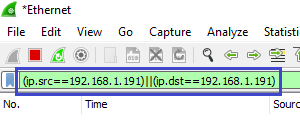 *Ethernet
File Edit View Go Capture Analyze Statisti
(ip.src==192.168.1.191)||(ip.dst==192.168.1.191)
No. Time Source